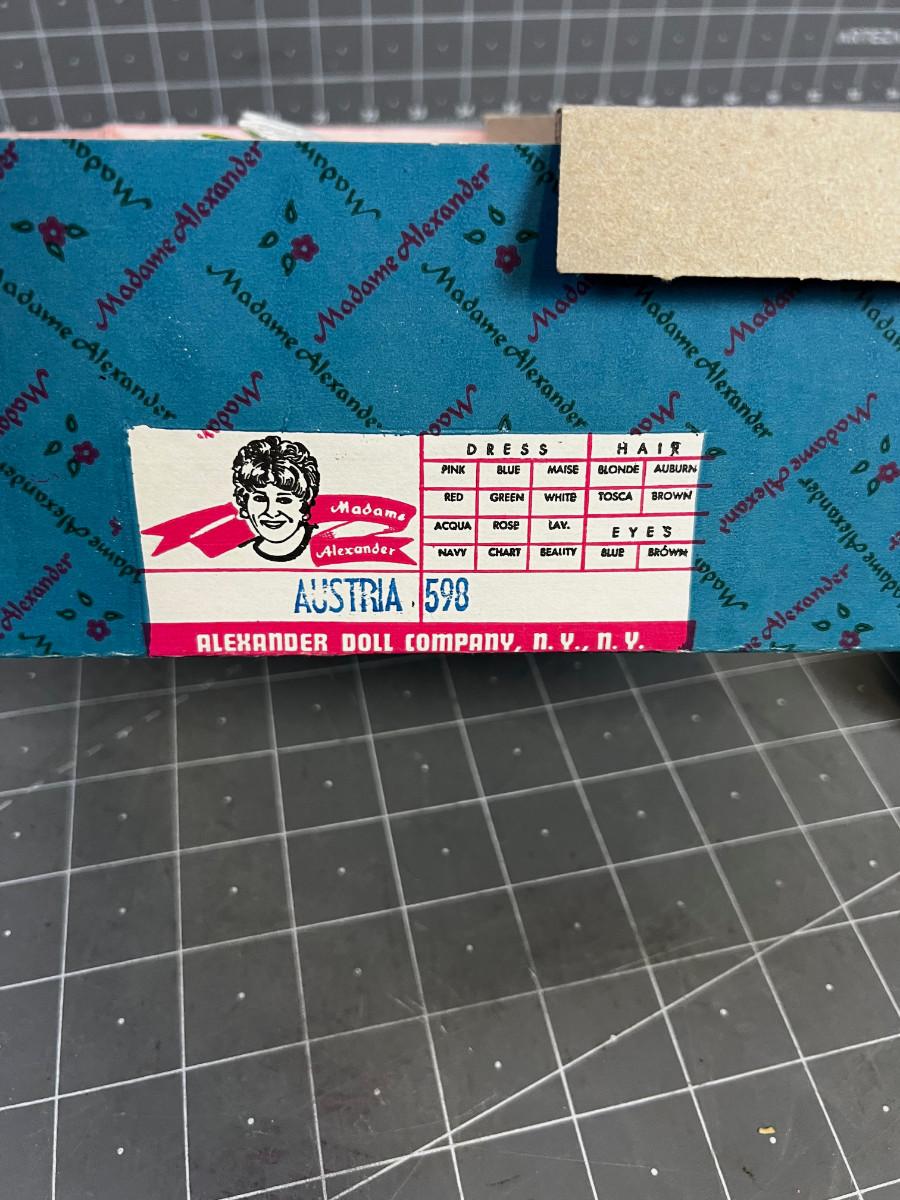 Madame Alexander
Madame Alexander
Madame Alexander
Madame Alexander
Madame Alexander
Madame Alexander
Madame
Alexander
DRESS HAIR
PINK BLUE MAISE BLONDE AUBURN
RED GREEN WHITE TOSCA BROWN
ACQUA ROSE LAV. EYES
NAVY CHART BEALITY BLUE BROWN
AUSTRIA 598
ALEXANDER DOLL COMPANY, N.Y., N.Y.